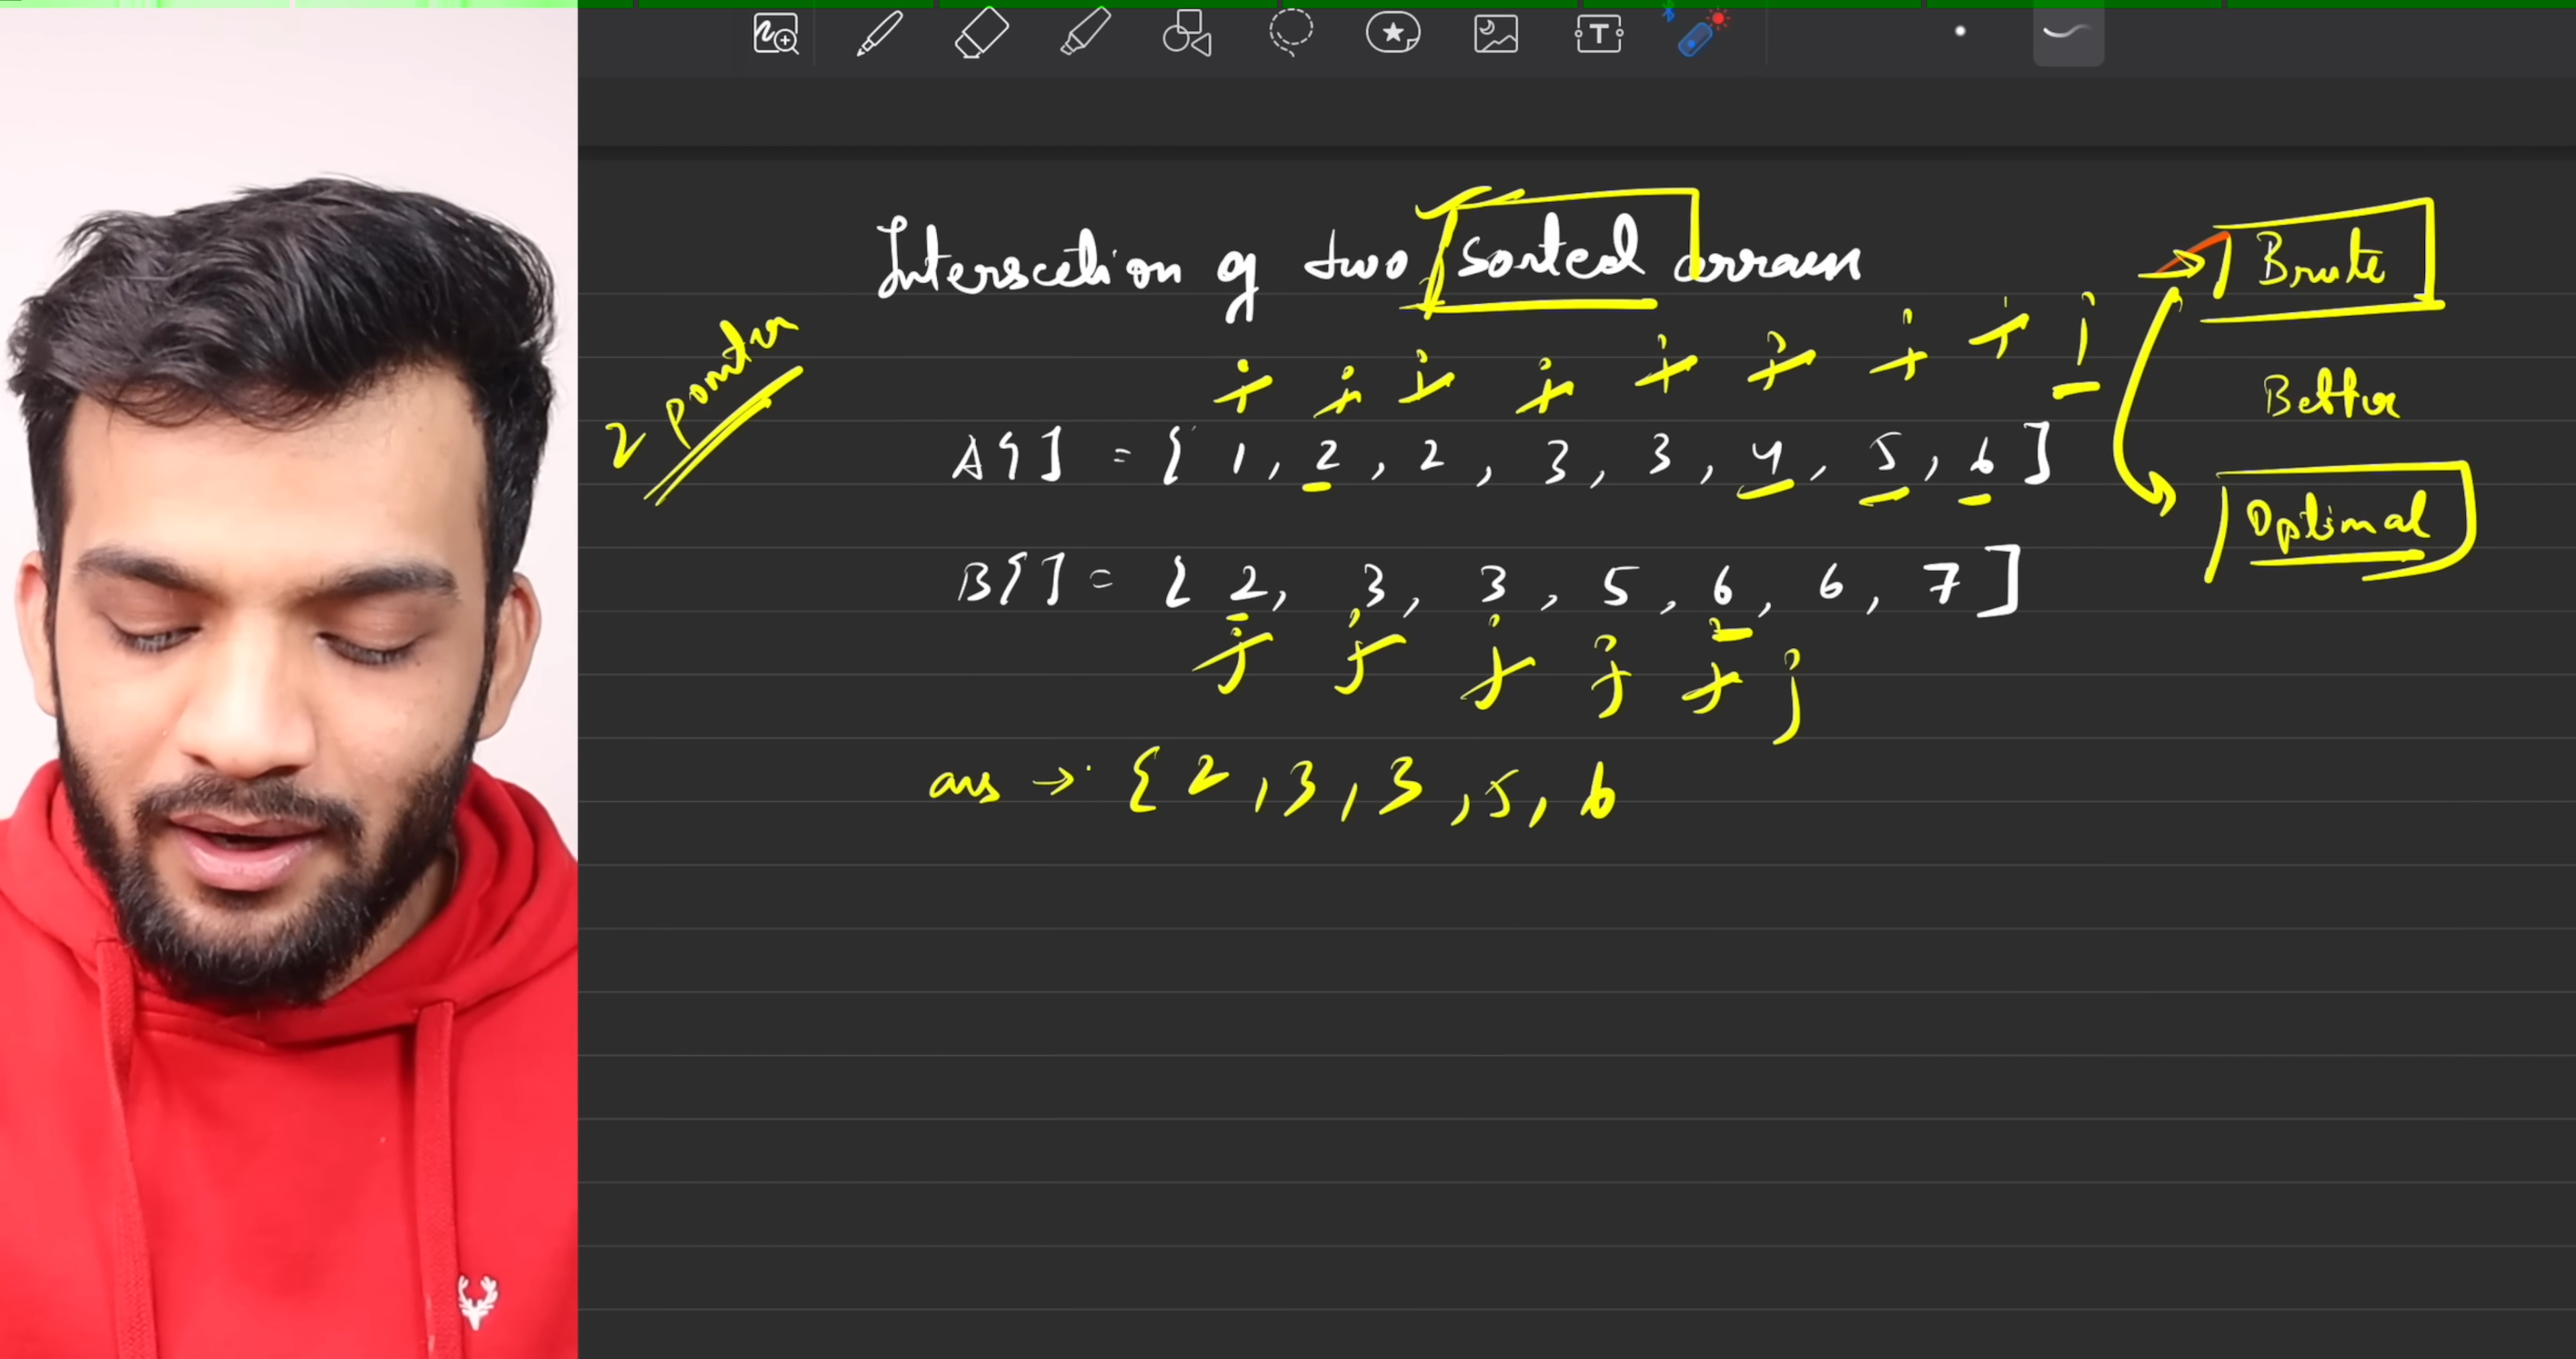 Interscetion of two sorted arrays
Brute
2 pointer
i i i i i i i i i
Better
A[] = { 1, 2, 2, 3, 3, 4, 5, 6 ]
Optimal
B[] = { 2, 3, 3, 5, 6, 6, 7 ]
j j j j j j
ans → { 2, 3, 3, 5, 6